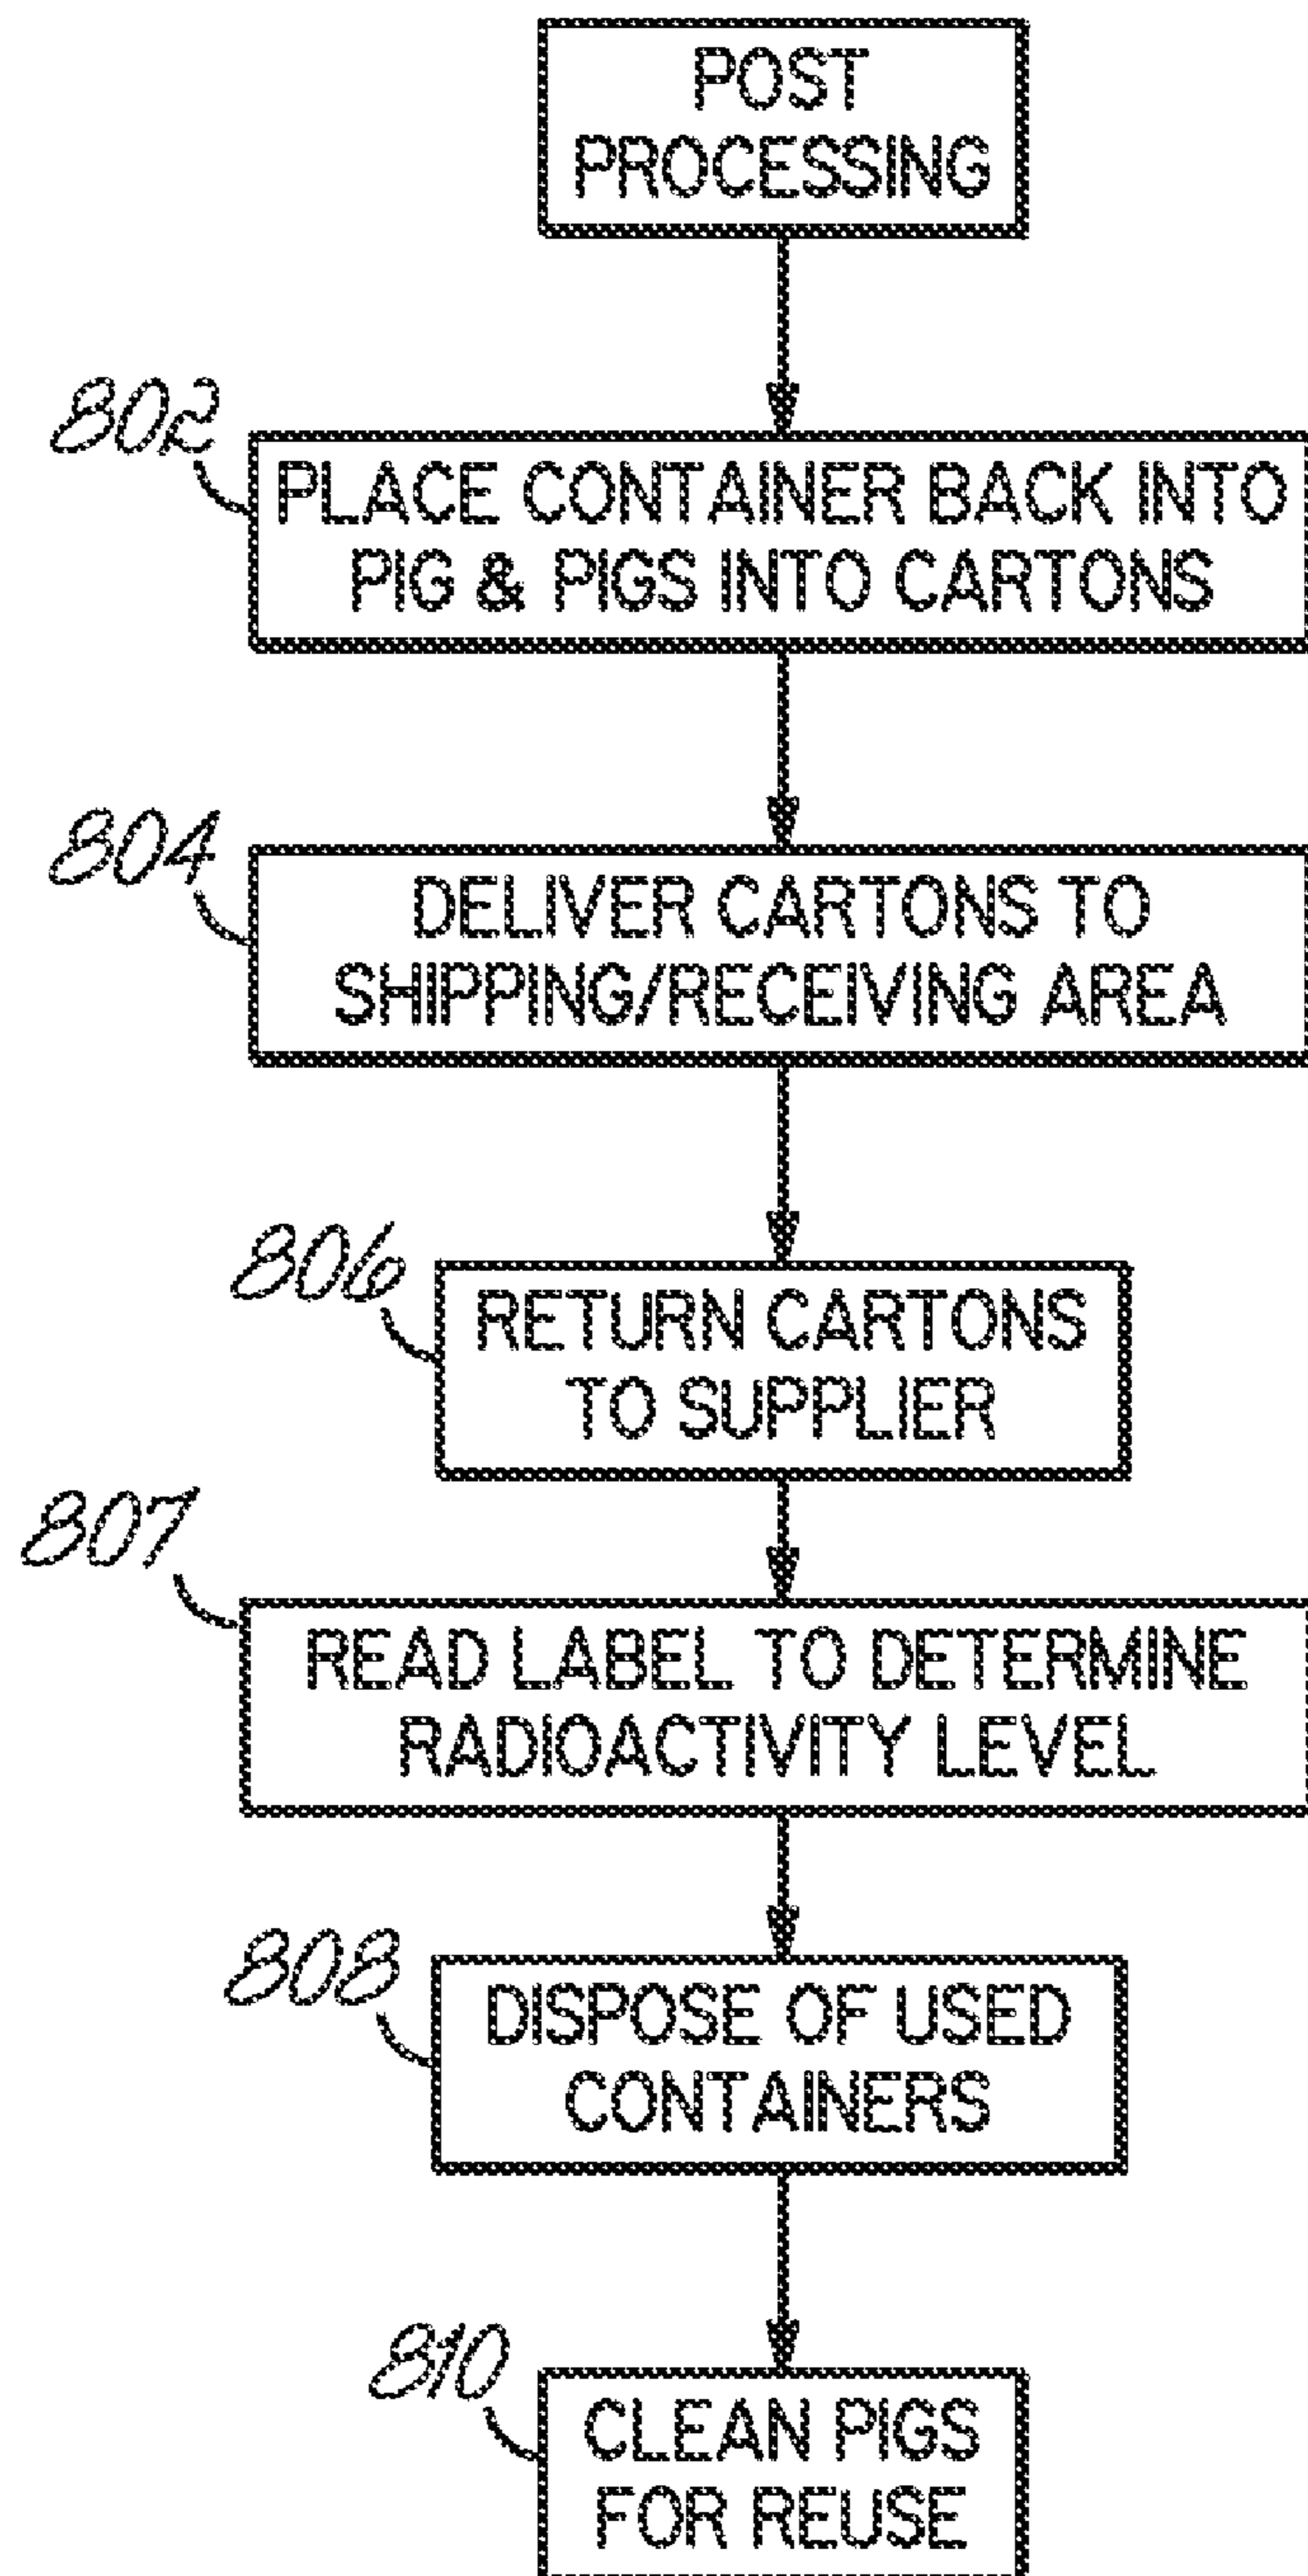 POST
PROCESSING
802
PLACE CONTAINER BACK INTO
PIG & PIGS INTO CARTONS
804
DELIVER CARTONS TO
SHIPPING/RECEIVING AREA
806
RETURN CARTONS
TO SUPPLIER
807
READ LABEL TO DETERMINE
RADIOACTIVITY LEVEL
808
DISPOSE OF USED
CONTAINERS
810
CLEAN PIGS
FOR REUSE